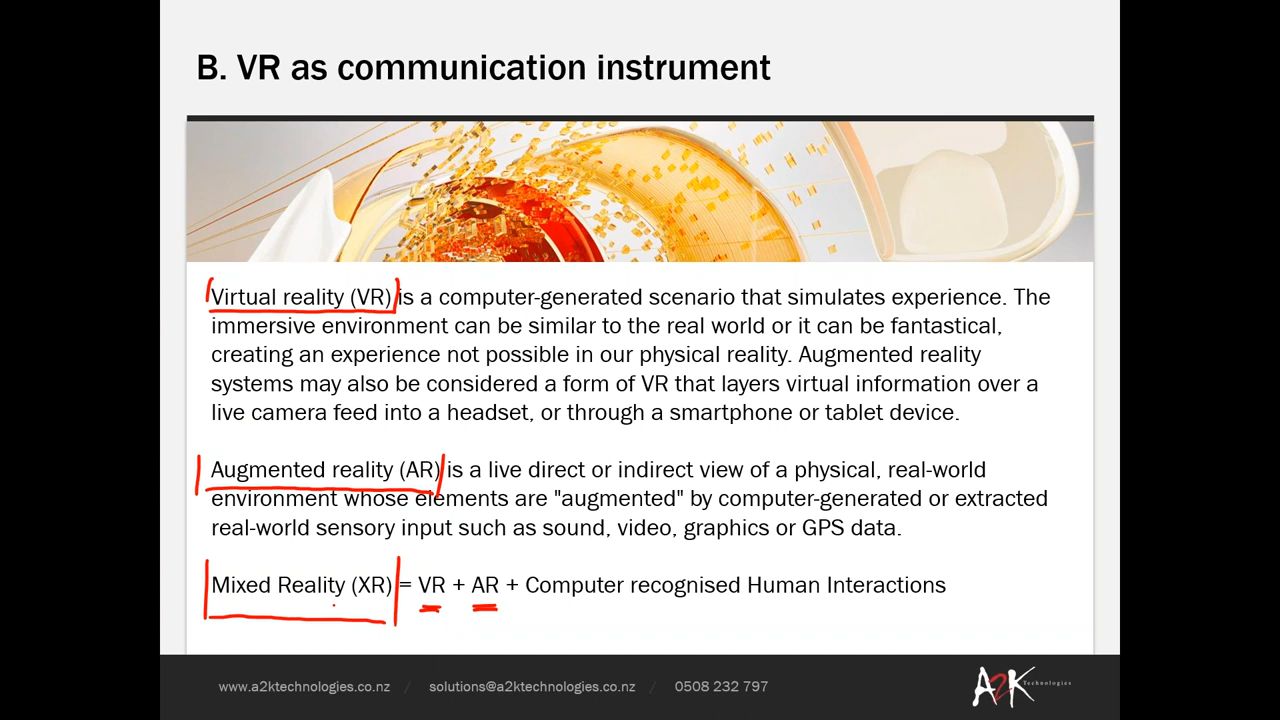 B. VR as communication instrument
Virtual reality (VR) is a computer-generated scenario that simulates experience. The
immersive environment can be similar to the real world or it can be fantastical,
creating an experience not possible in our physical reality. Augmented reality
systems may also be considered a form of VR that layers virtual information over a
live camera feed into a headset, or through a smartphone or tablet device.
Augmented reality (AR) is a live direct or indirect view of a physical, real-world
environment whose elements are "augmented" by computer-generated or extracted
real-world sensory input such as sound, video, graphics or GPS data.
Mixed Reality (XR) = VR + AR + Computer recognised Human Interactions
www.a2ktechnologies.co.nz / solutions@a2ktechnologies.co.nz / 0508 232 797
A2K Technologies